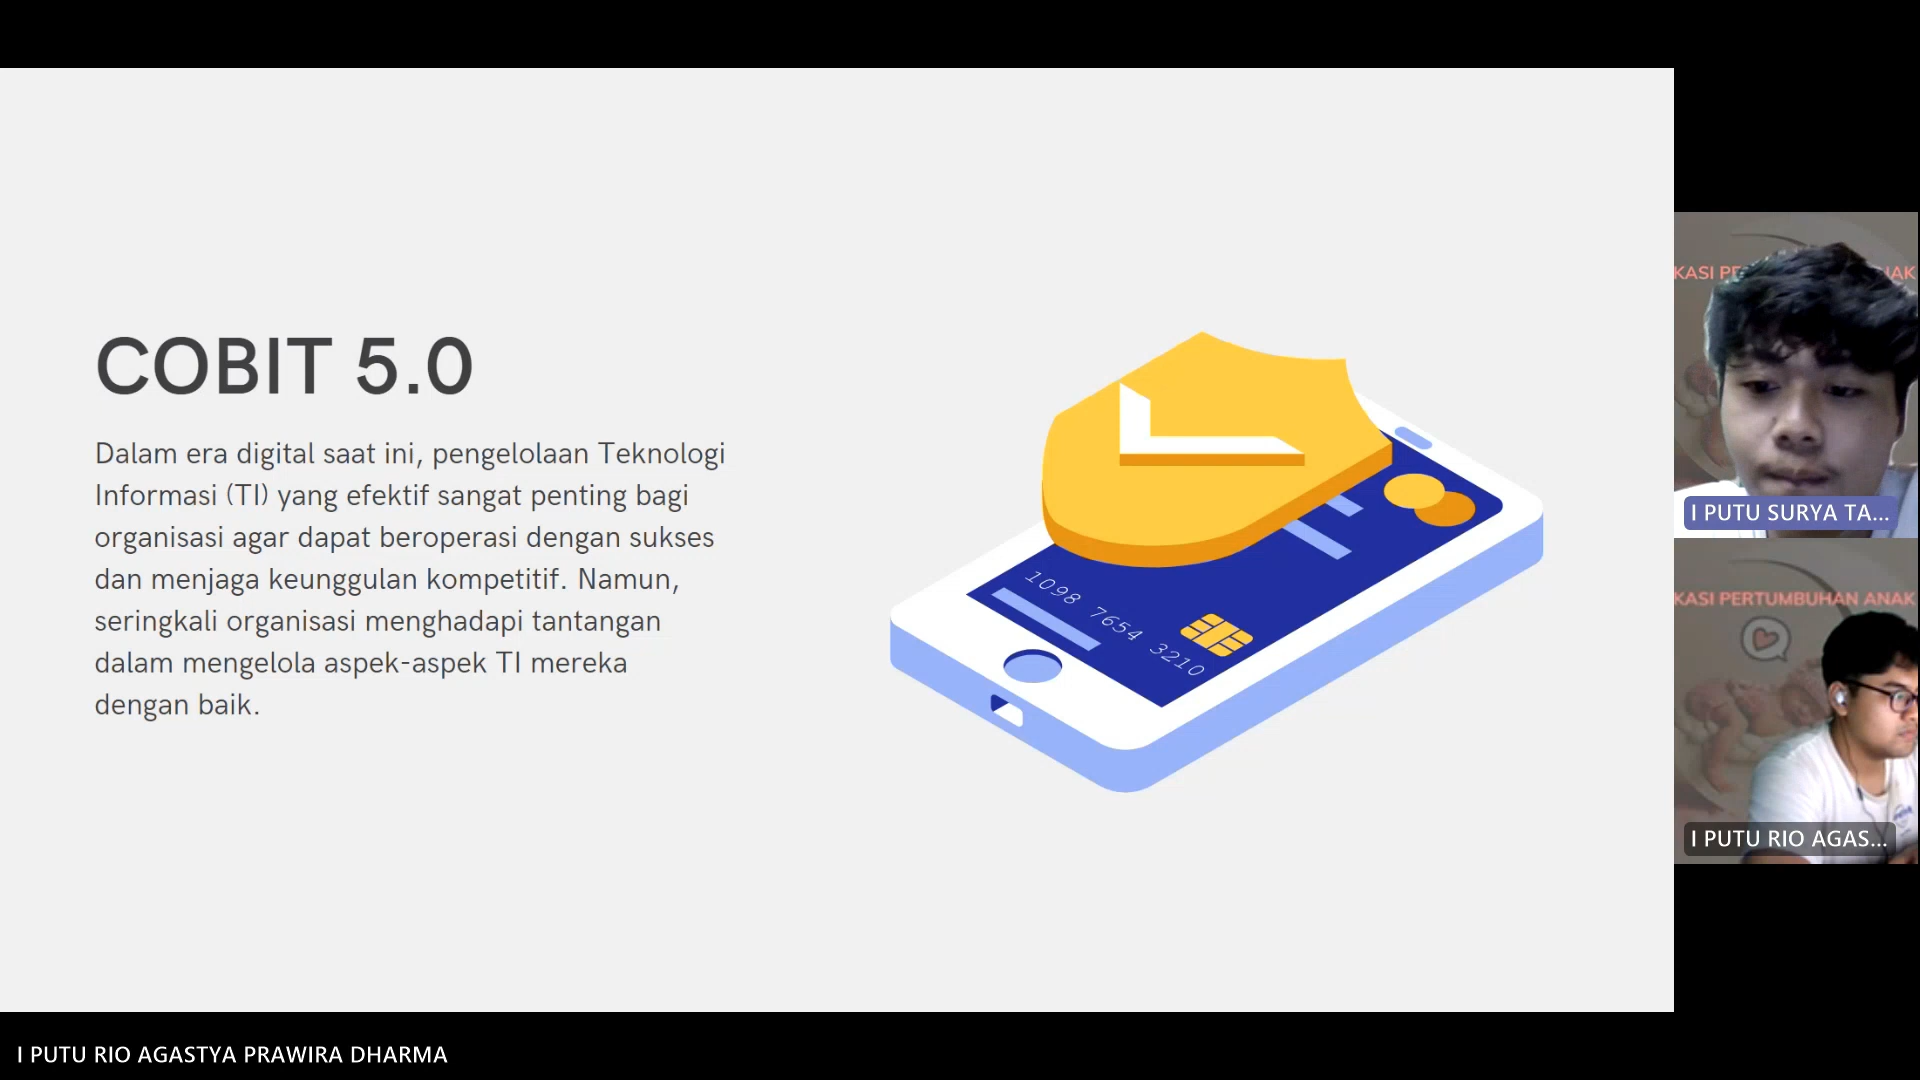 COBIT 5.0
Dalam era digital saat ini, pengelolaan Teknologi
Informasi (TI) yang efektif sangat penting bagi
organisasi agar dapat beroperasi dengan sukses
dan menjaga keunggulan kompetitif. Namun,
seringkali organisasi menghadapi tantangan
dalam mengelola aspek-aspek TI mereka
dengan baik.
1098 7654 3210
KASI PE
AK
I PUTU SURYA TA...
KASI PERTUMBUHAN ANAK
I PUTU RIO AGAS...
I PUTU RIO AGASTYA PRAWIRA DHARMA